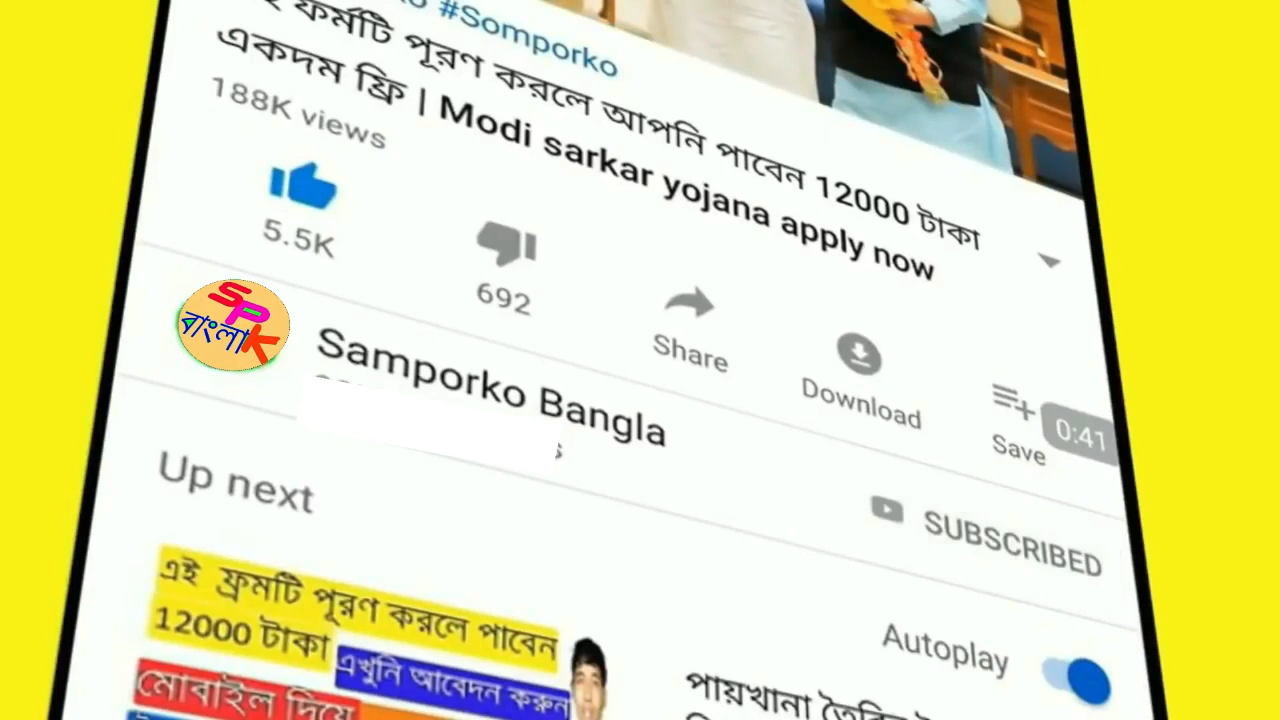 #Somporko
ফর্মটি পূরণ করলে আপনি পাবেন 12000 টাকা
একদম ফ্রি | Modi sarkar yojana apply now
188K views
5.5K
692
Share
Download
Save
0:41
SPK
বাংলা
Samporko Bangla
SUBSCRIBED
Up next
Autoplay
এই ফ্রমটি পূরণ করলে পাবেন
12000 টাকা
এখুনি আবেদন করুন
মোবাইল দিয়ে
পায়খানা তৈরির